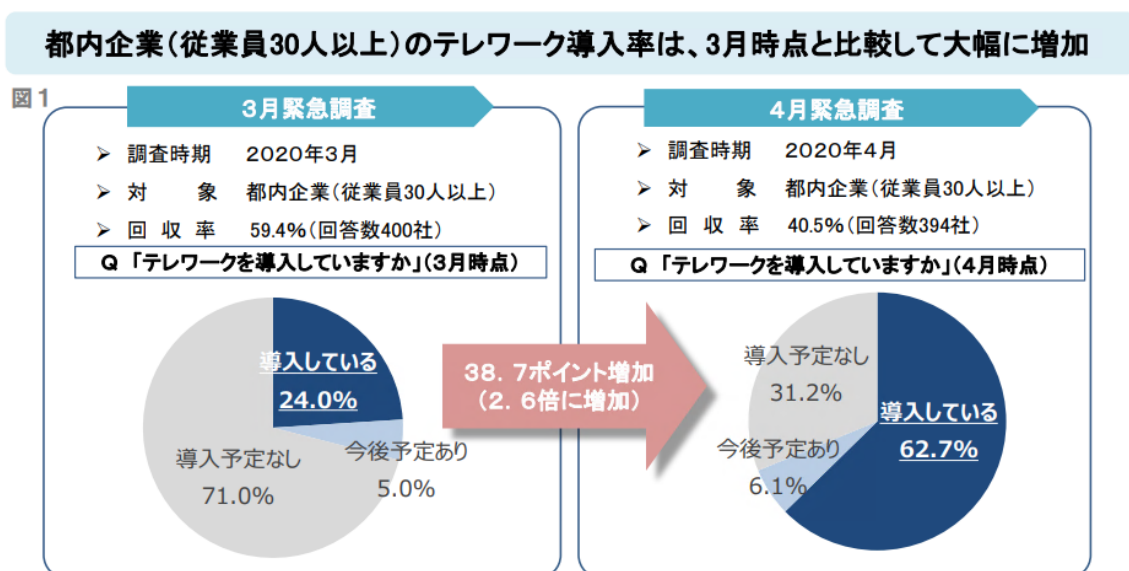 都内企業(従業員30人以上)のテレワーク導入率は、3月時点と比較して大幅に増加
図1
3月緊急調査
➢ 調査時期 2020年3月
➢ 対 象 都内企業(従業員30人以上)
➢ 回 収 率 59.4%(回答数400社)
Q 「テレワークを導入していますか」(3月時点)
導入している
24.0%
今後予定あり
5.0%
導入予定なし
71.0%
38.7ポイント増加
(2.6倍に増加)
4月緊急調査
➢ 調査時期 2020年4月
➢ 対 象 都内企業(従業員30人以上)
➢ 回 収 率 40.5%(回答数394社)
Q 「テレワークを導入していますか」(4月時点)
導入予定なし
31.2%
導入している
62.7%
今後予定あり
6.1%